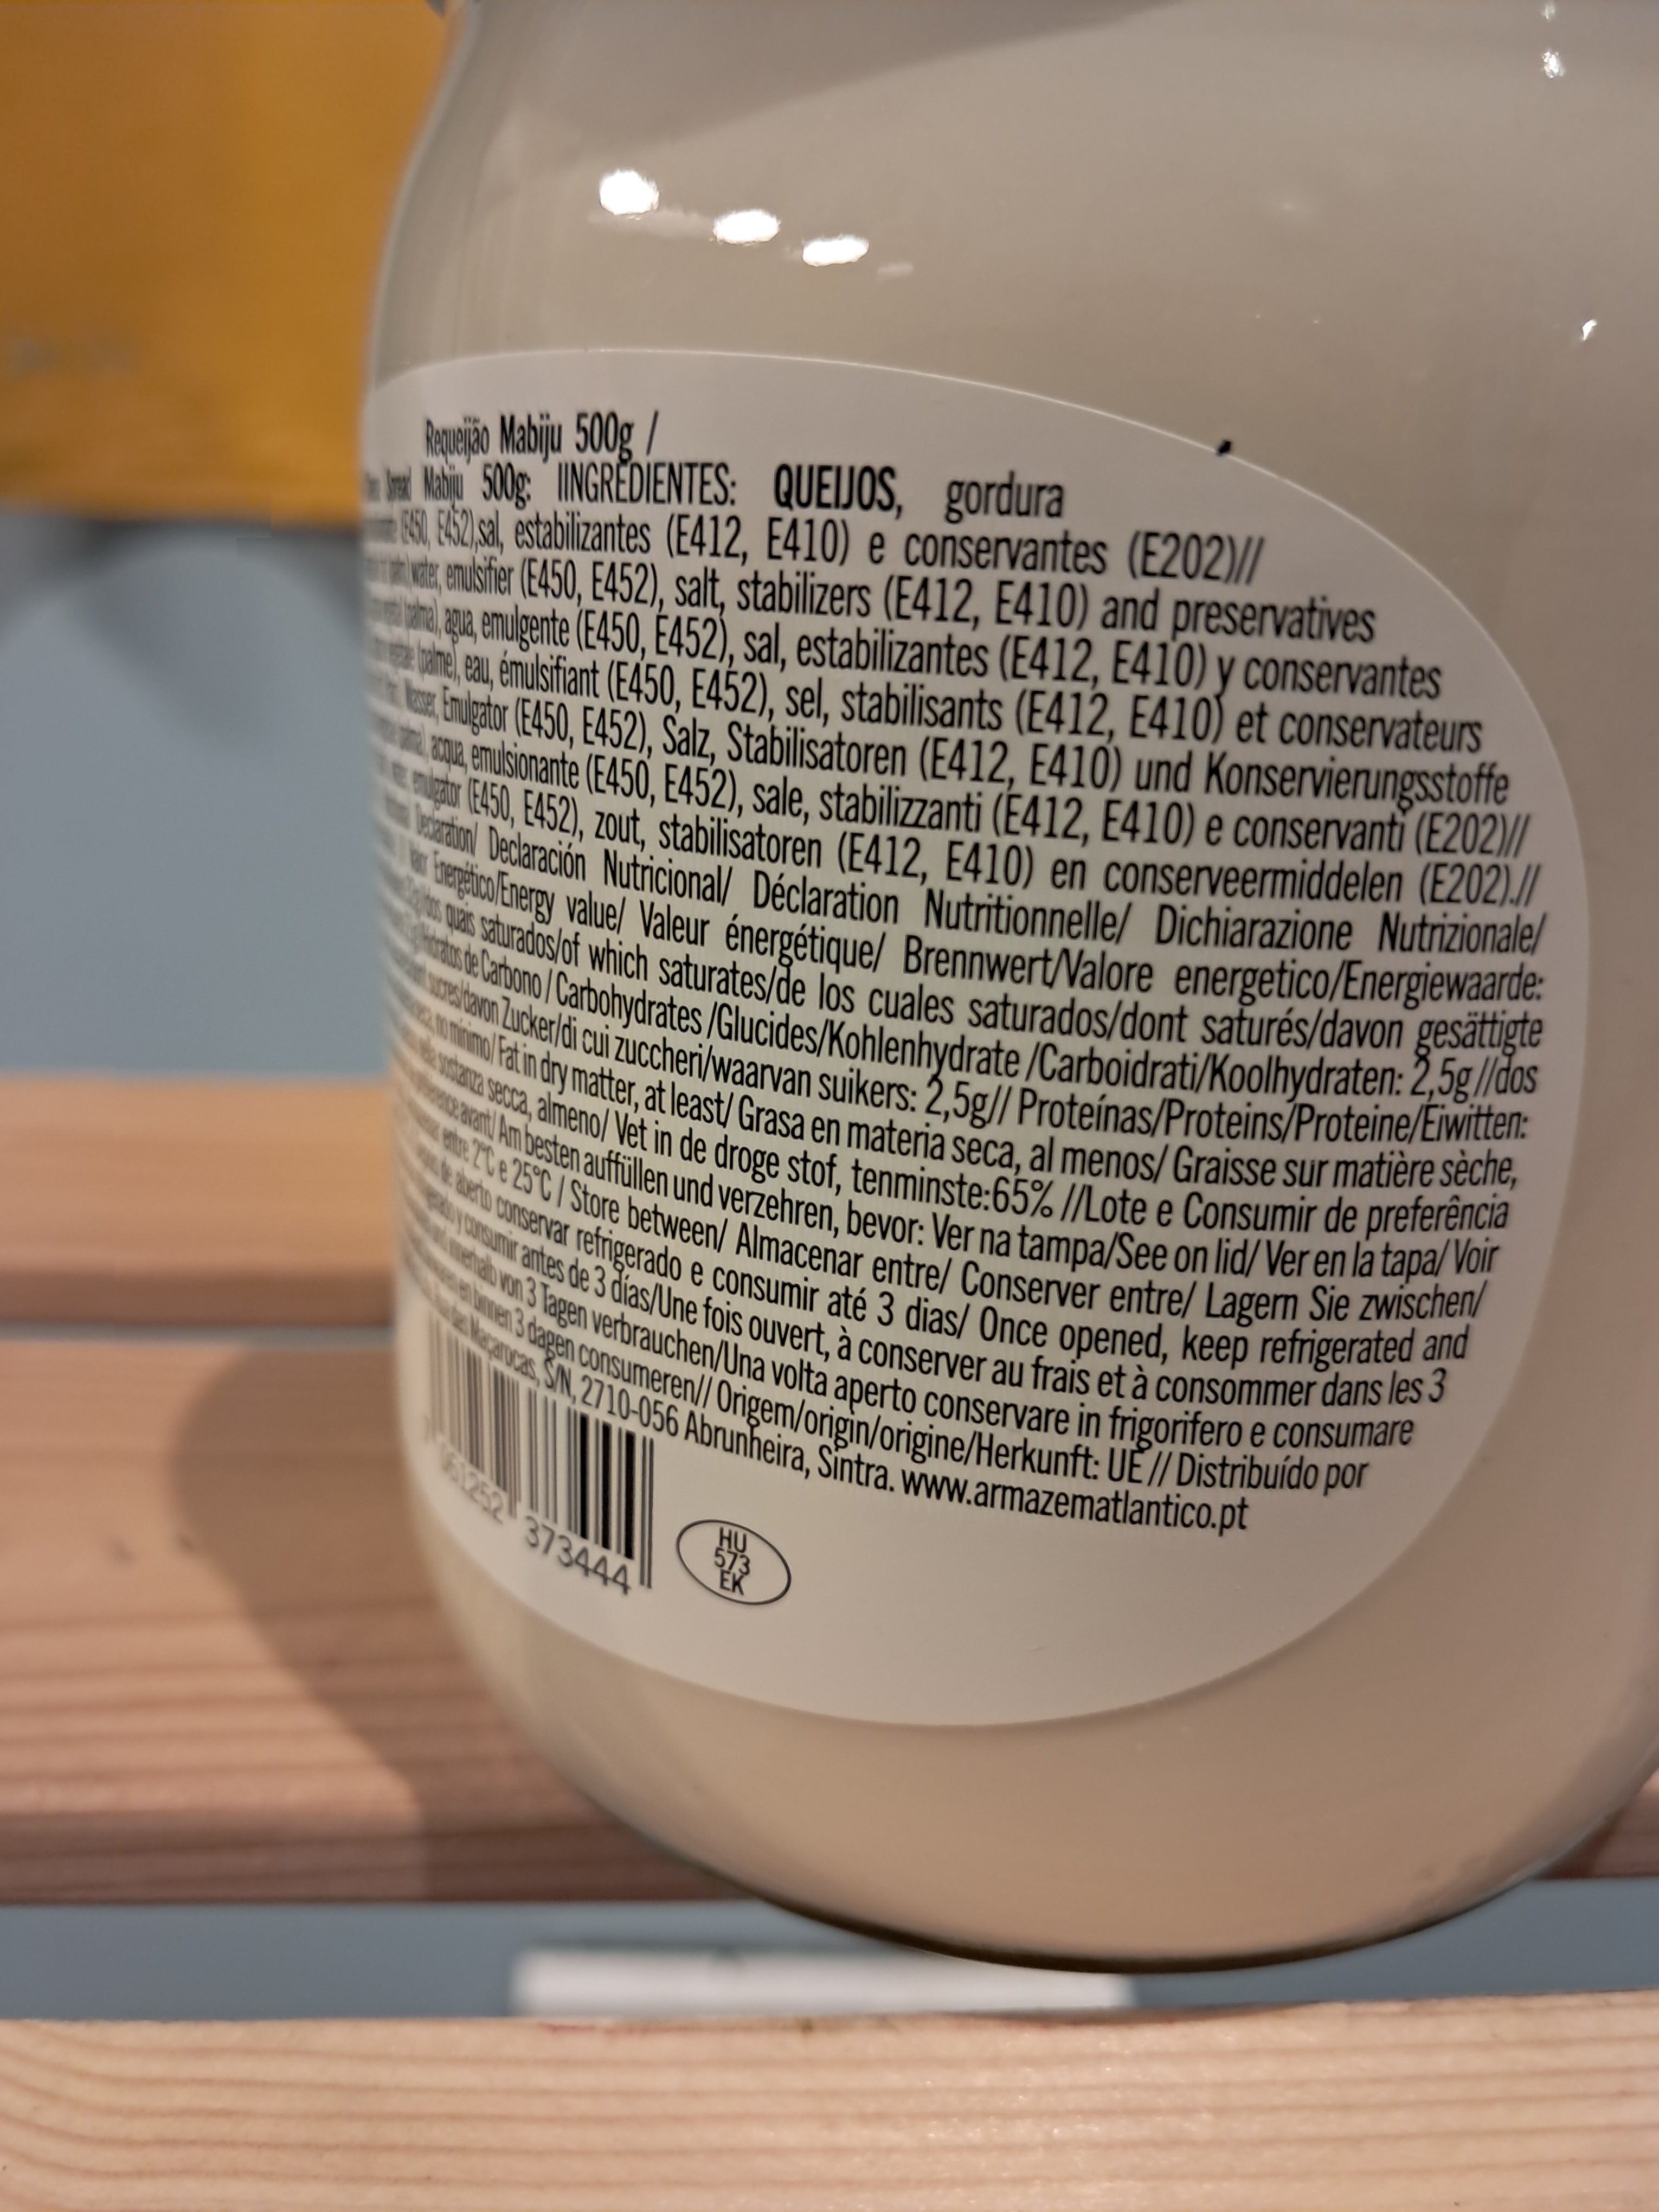 Requeijão Mabiju 500g /
Spread Mabiju 500g: IINGREDIENTES: QUEIJOS, gordura
(E450, E452),sal, estabilizantes (E412, E410) e conservantes (E202)//
water, emulsifier (E450, E452), salt, stabilizers (E412, E410) and preservatives
(palma), agua, emulgente (E450, E452), sal, estabilizantes (E412, E410) y conservantes
(palme), eau, émulsifiant (E450, E452), sel, stabilisants (E412, E410) et conservateurs
Wasser, Emulgator (E450, E452), Salz, Stabilisatoren (E412, E410) und Konservierungsstoffe
acqua, emulsionante (E450, E452), sale, stabilizzanti (E412, E410) e conservanti (E202)//
emulgator (E450, E452), zout, stabilisatoren (E412, E410) en conserveermiddelen (E202).//
Declaration/ Declaración Nutricional/ Déclaration Nutritionnelle/ Dichiarazione Nutrizionale/
Energético/Energy value/ Valeur énergétique/ Brennwert/Valore energetico/Energiewaarde:
quais saturados/of which saturates/de los cuales saturados/dont saturés/davon gesättigte
de Carbono / Carbohydrates /Glucides/Kohlenhydrate /Carboidrati/Koolhydraten: 2,5g //dos
sucres/davon Zucker/di cui zuccheri/waarvan suikers: 2,5g// Proteínas/Proteins/Proteine/Eiwitten:
no mínimo/ Fat in dry matter, at least/ Grasa en materia seca, al menos/ Graisse sur matière sèche,
sostanza secca, almeno/ Vet in de droge stof, tenminste:65% //Lote e Consumir de preferência
avant/ Am besten auffüllen und verzehren, bevor: Ver na tampa/See on lid/ Ver en la tapa/ Voir
entre 2°C e 25°C / Store between/ Almacenar entre/ Conserver entre/ Lagern Sie zwischen/
de aberto conservar refrigerado e consumir até 3 dias/ Once opened, keep refrigerated and
y consumir antes de 3 días/Une fois ouvert, à conserver au frais et à consommer dans les 3
innerhalb von 3 Tagen verbrauchen/Una volta aperto conservare in frigorifero e consumare
en binnen 3 dagen consumeren// Origem/origin/origine/Herkunft: UE // Distribuído por
Maçarocas, S/N, 2710-056 Abrunheira, Sintra. www.armazematlantico.pt
061252 373444
HU
573
EK